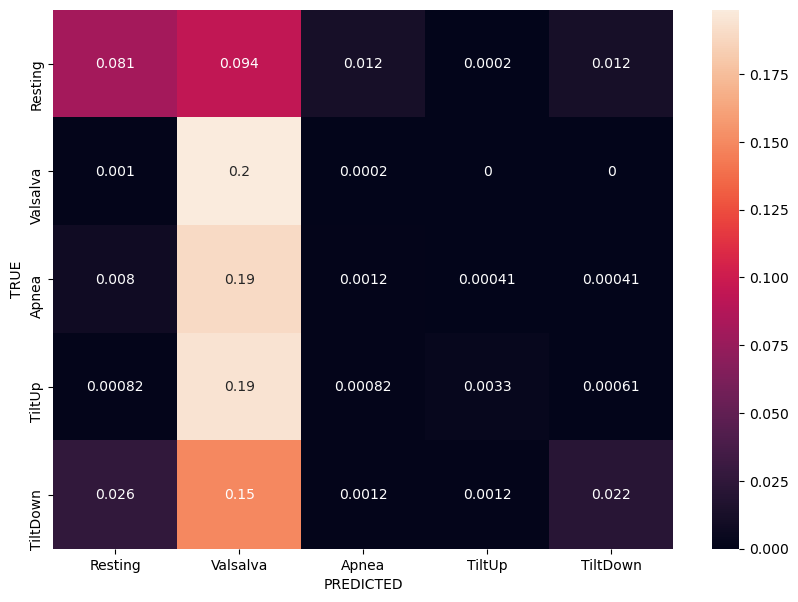 Resting 0.081 0.094 0.012 0.0002 0.012
Valsalva 0.001 0.2 0.0002 0 0
Apnea 0.008 0.19 0.0012 0.00041 0.00041
TiltUp 0.00082 0.19 0.00082 0.0033 0.00061
TiltDown 0.026 0.15 0.0012 0.0012 0.022
TRUE
Resting Valsalva Apnea TiltUp TiltDown
PREDICTED
0.175
0.150
0.125
0.100
0.075
0.050
0.025
0.000